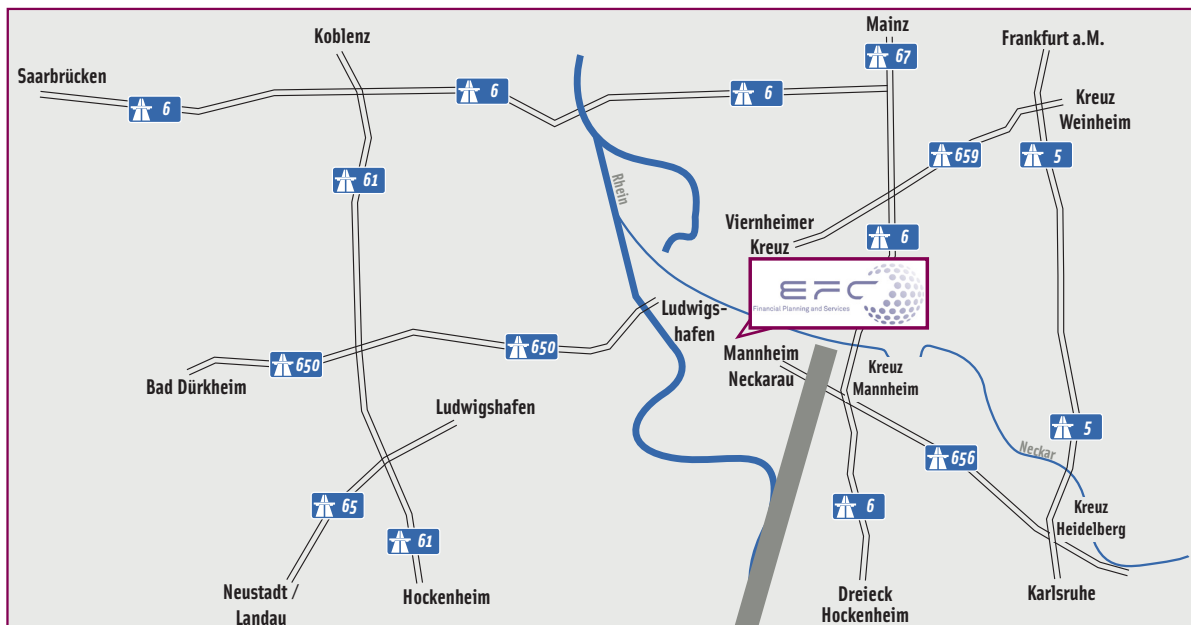 Koblenz
Mainz
Frankfurt a.M.
Saarbrücken
67
6
6
6
Kreuz
Weinheim
659
5
61
Rhein
Viernheimer
Kreuz
6
EFC
Financial Planning and Services
Ludwigs-
hafen
650
650
Mannheim
Neckarau
Kreuz
Mannheim
Bad Dürkheim
Ludwigshafen
5
656
Neckar
65
6
61
Kreuz
Heidelberg
Neustadt
Landau
Hockenheim
Dreieck
Hockenheim
Karlsruhe